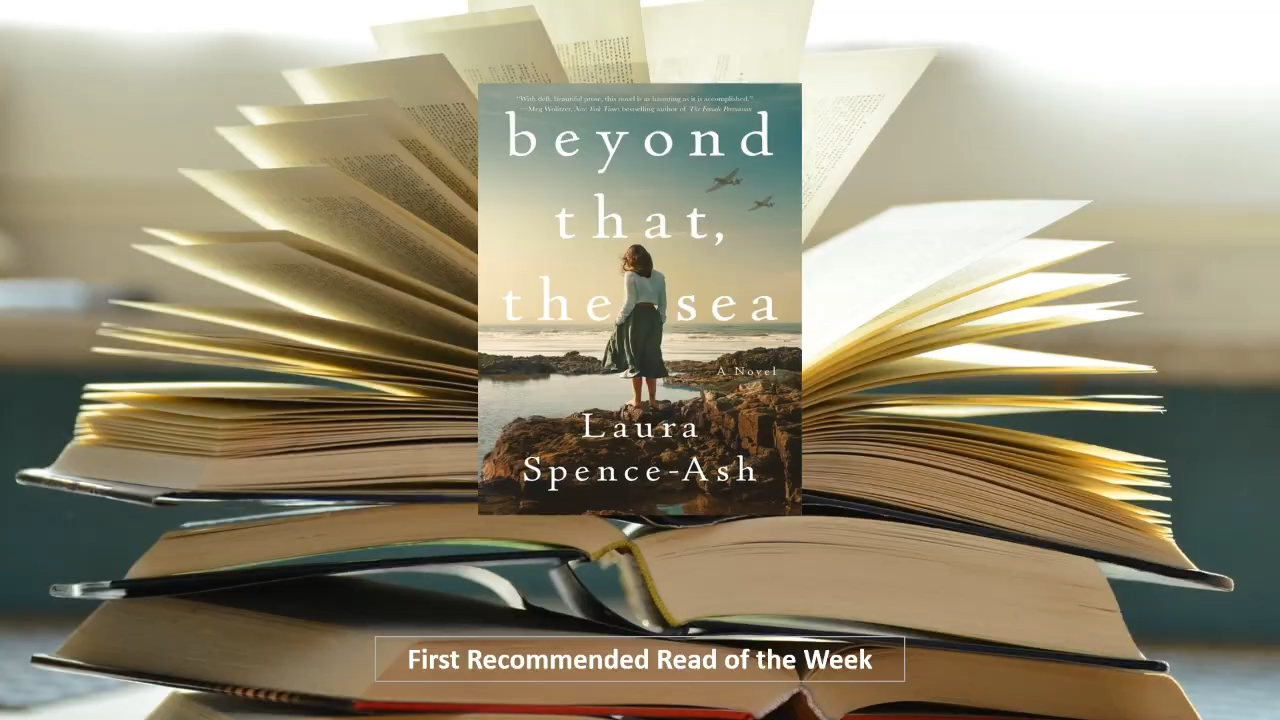 "With deft, beautiful prose, this novel is as haunting as it is accomplished."
—Meg Wolitzer, New York Times bestselling author of The Female Persuasion
beyond
that,
the sea
A Novel
Laura
Spence-Ash
First Recommended Read of the Week